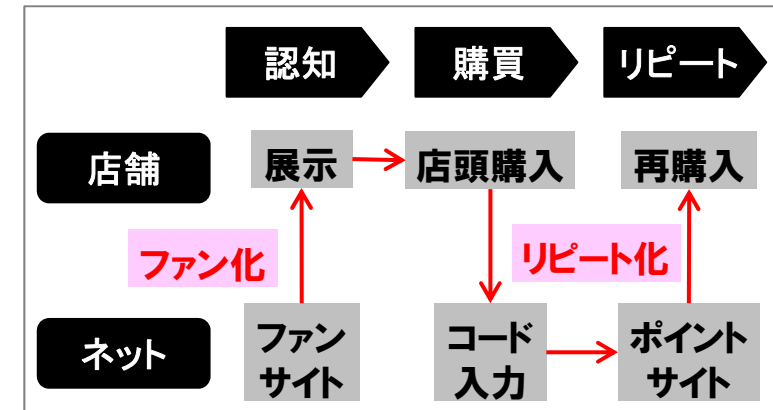 認知
購買
リピート
店舗
展示
店頭購入
再購入
ファン化
リピート化
ネット
ファン
サイト
コード
入力
ポイント
サイト